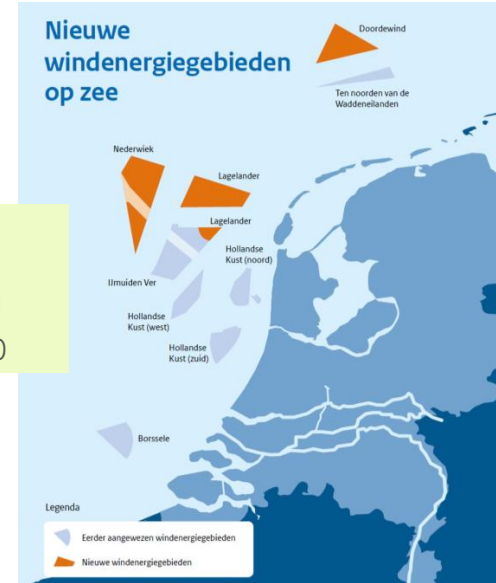 Nieuwe
windenergiegebieden
op zee
Doordewind
Ten noorden van de
Waddeneilanden
Nederwiek
Lagelander
Lagelander
Hollandse
Kust (noord)
IJmuiden Ver
Hollandse
Kust (west)
Hollandse
Kust (zuid)
Borssele
Legenda
Eerder aangewezen windenergiegebieden
Nieuwe windenergiegebieden